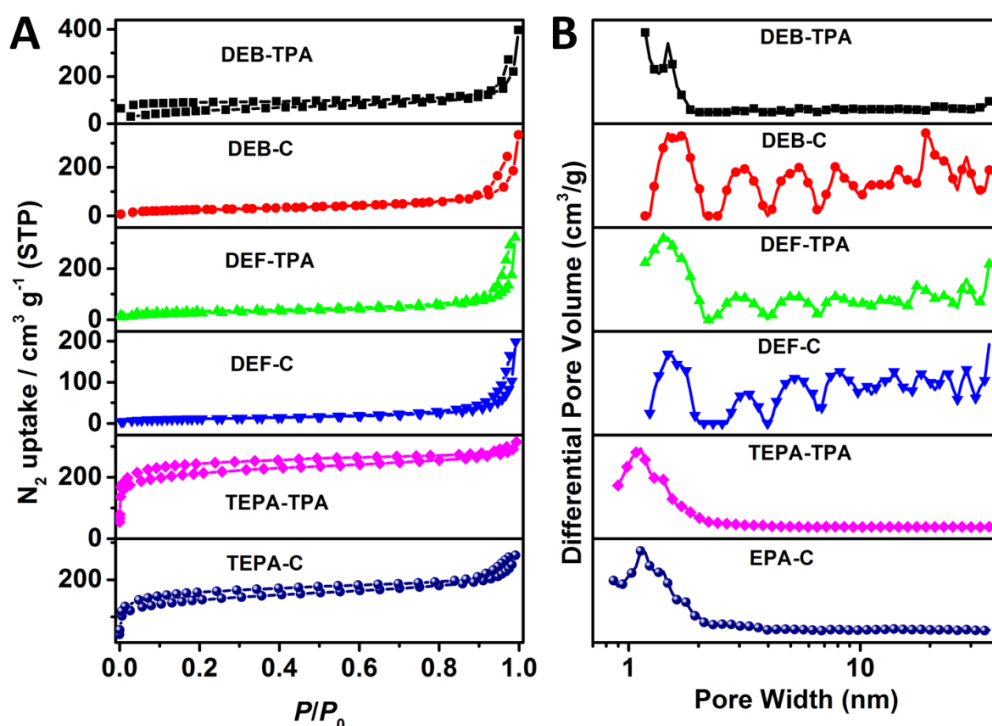 A
N₂ uptake / cm³ g⁻¹ (STP)
400
DEB-TPA
200
0
DEB-C
200
0
DEF-TPA
200
0
200
DEF-C
100
0
200
TEPA-TPA
0
TEPA-C
200
0.0 0.2 0.4 0.6 0.8 1.0
P/P₀
B
Differential Pore Volume (cm³/g)
DEB-TPA
DEB-C
DEF-TPA
DEF-C
TEPA-TPA
EPA-C
1 10
Pore Width (nm)